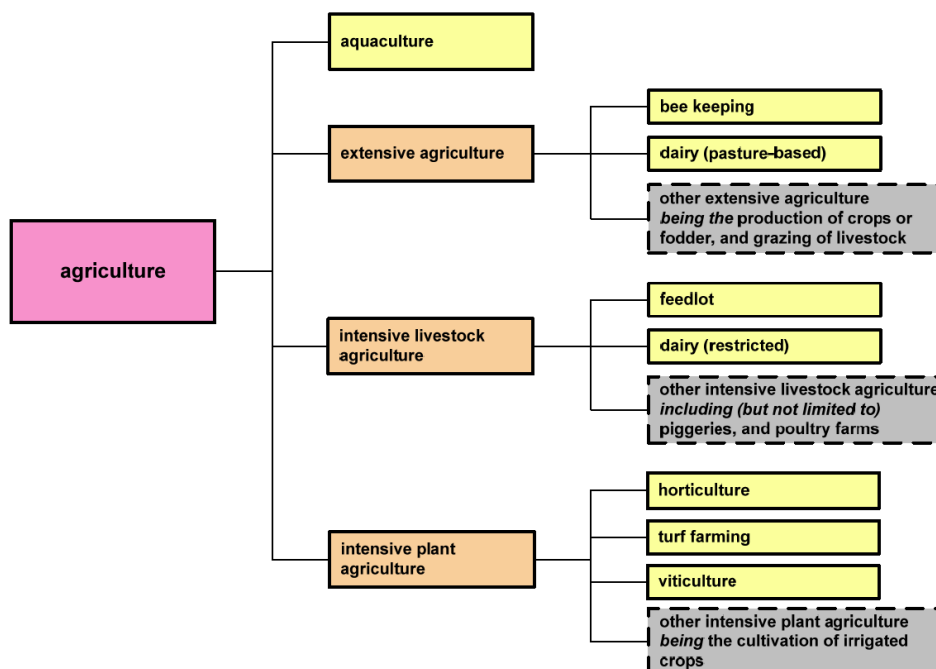 aquaculture
bee keeping
extensive agriculture
dairy (pasture-based)
other extensive agriculture
being the production of crops or
fodder, and grazing of livestock
agriculture
feedlot
intensive livestock
agriculture
dairy (restricted)
other intensive livestock agriculture
including (but not limited to)
piggeries, and poultry farms
horticulture
turf farming
intensive plant
agriculture
viticulture
other intensive plant agriculture
being the cultivation of irrigated
crops